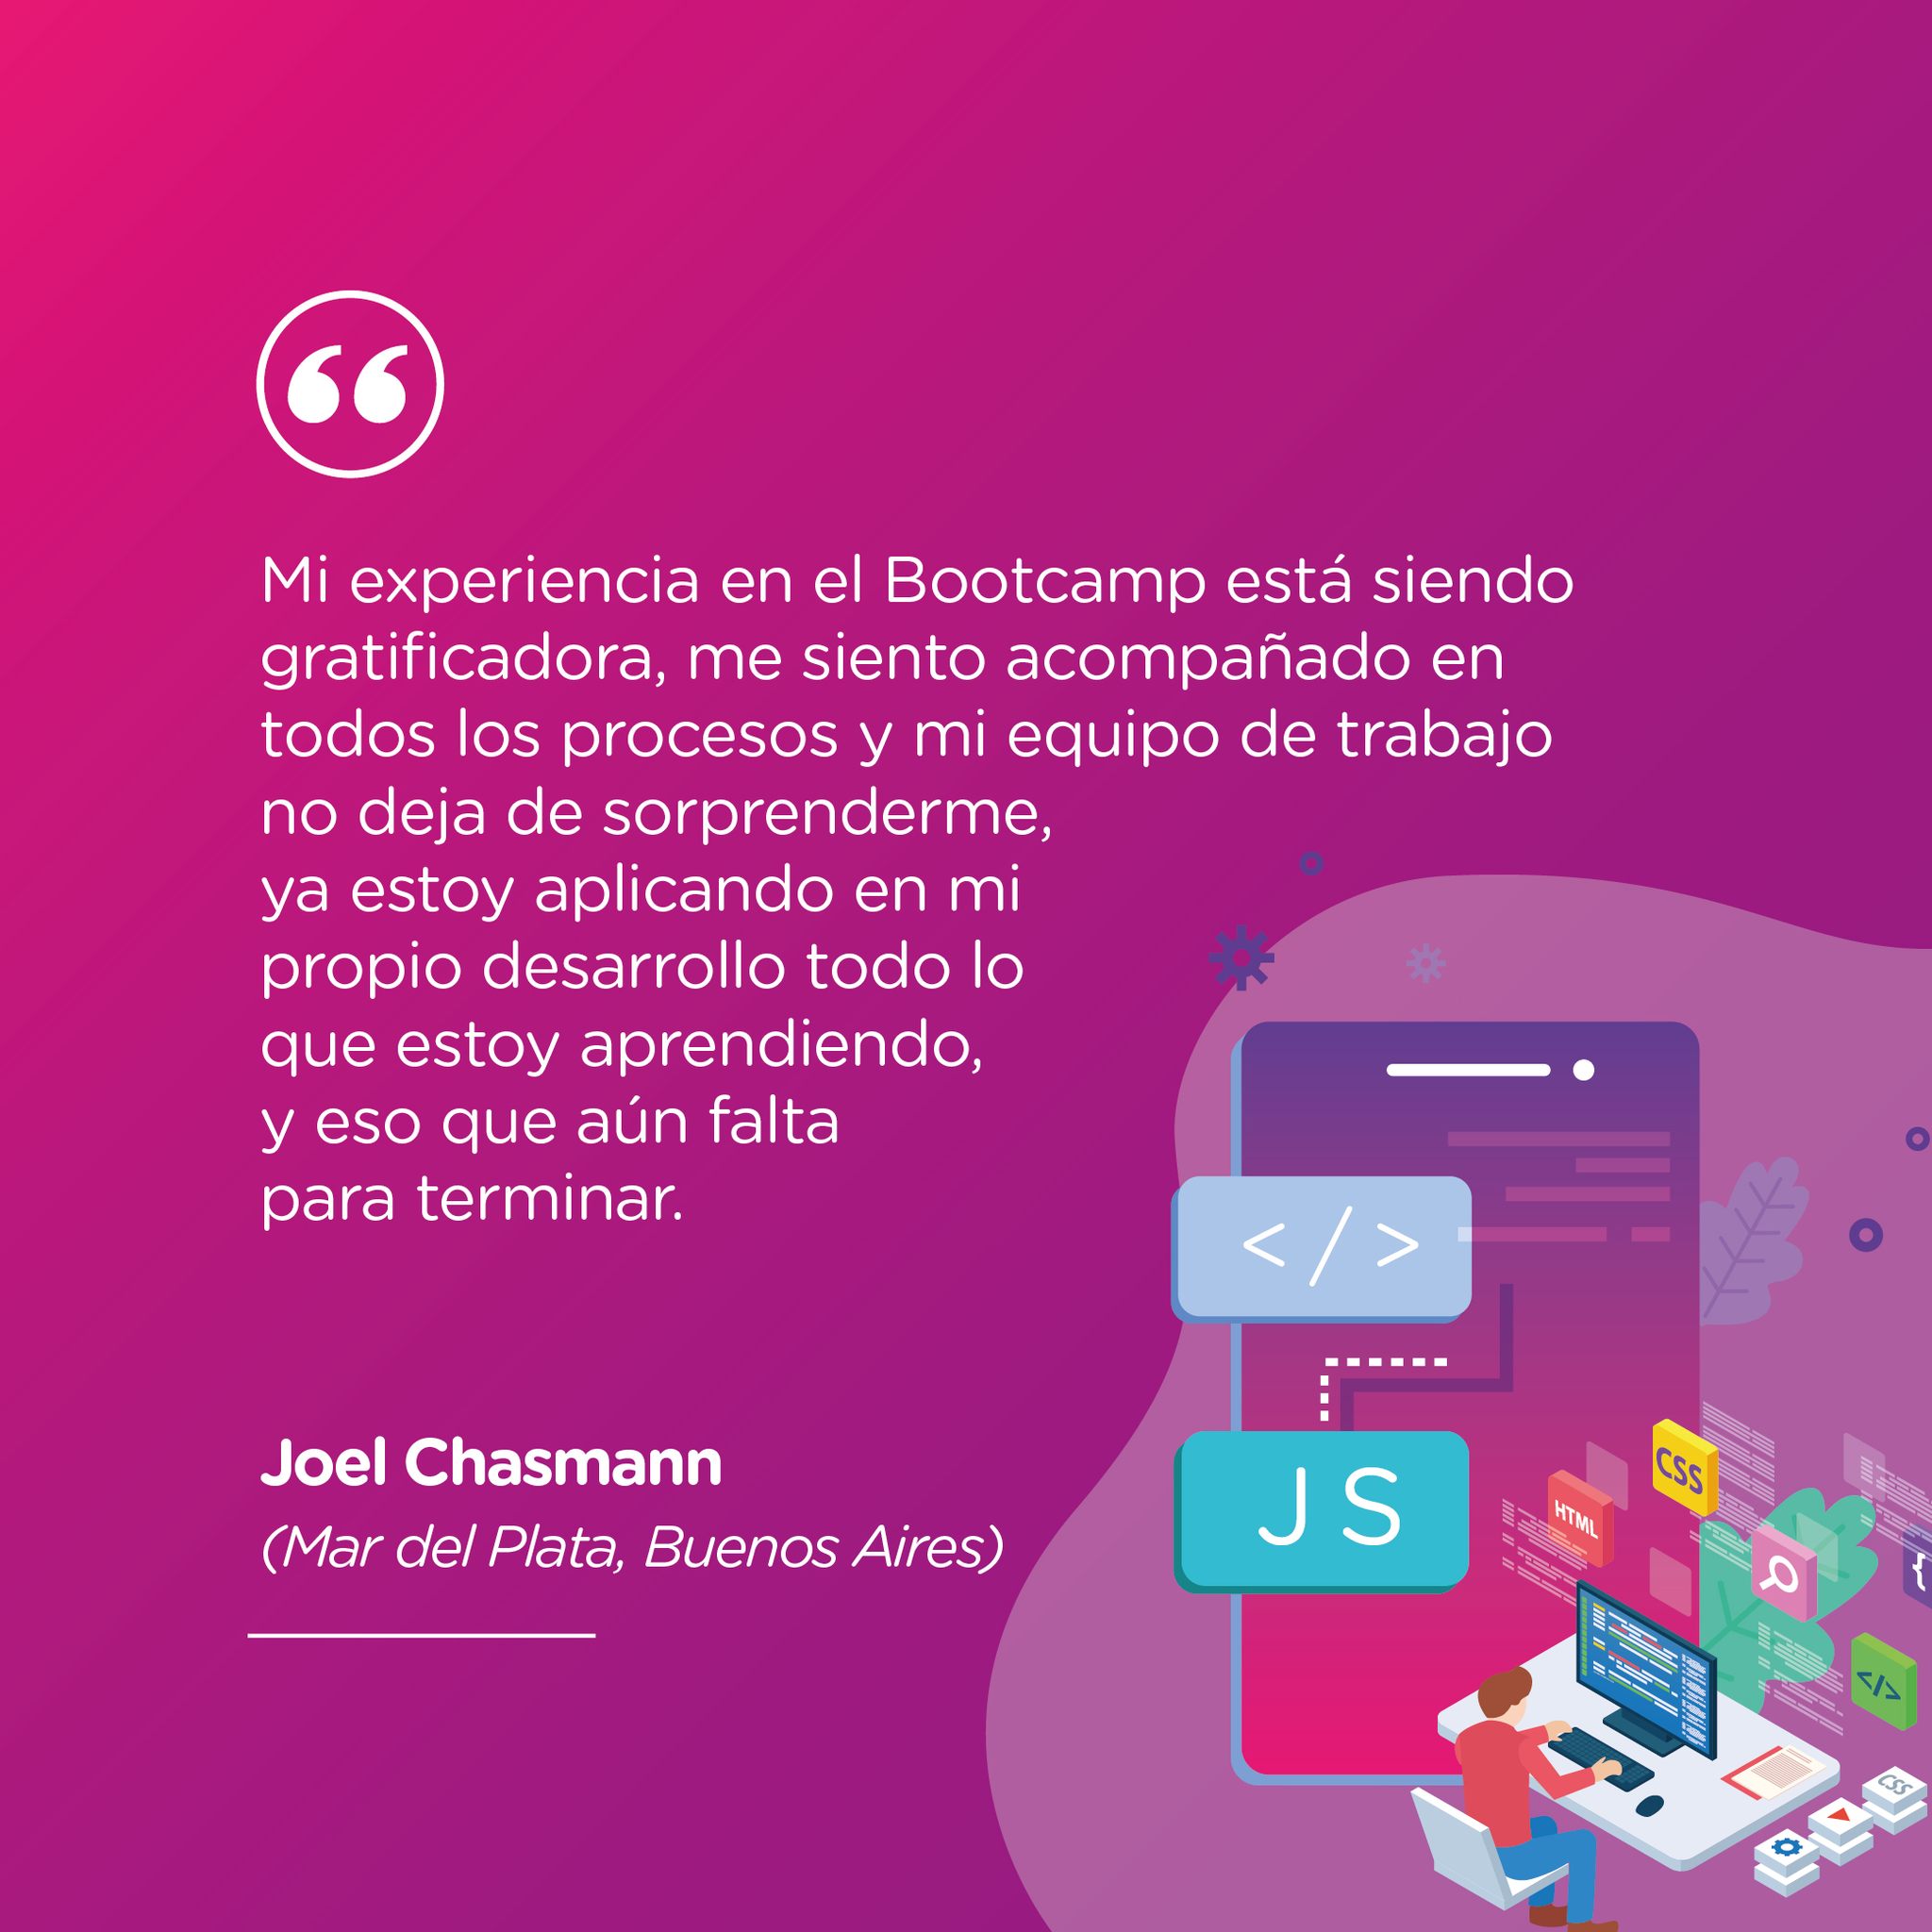 “
Mi experiencia en el Bootcamp está siendo
gratificadora, me siento acompañado en
todos los procesos y mi equipo de trabajo
no deja de sorprenderme,
ya estoy aplicando en mi
propio desarrollo todo lo
que estoy aprendiendo,
y eso que aún falta
para terminar.
Joel Chasmann
(Mar del Plata, Buenos Aires)
</>
JS
CSS
HTML
{
</>
CSS